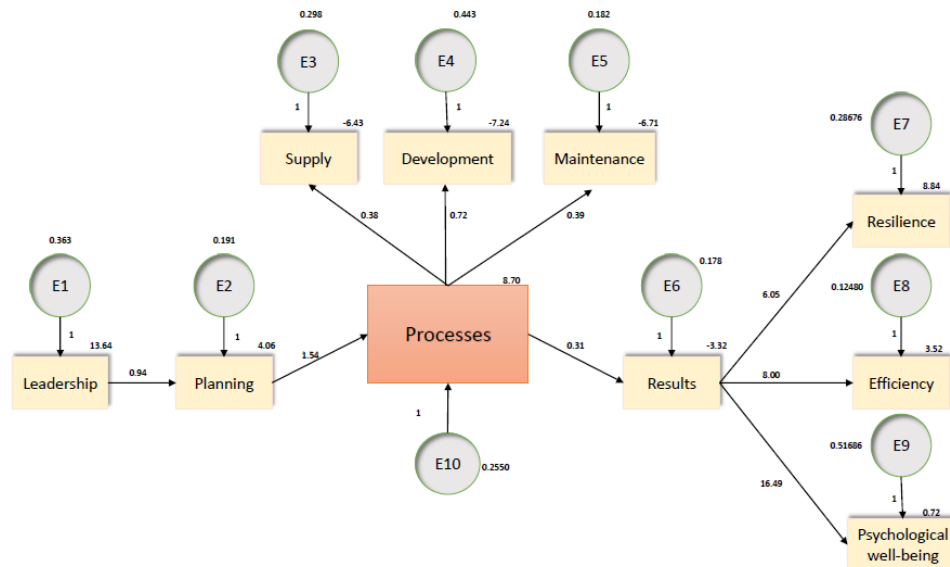 0.298
0.443
0.182
E3
E4
E5
1
1
1
-6.43
-7.24
-6.71
Supply
Development
Maintenance
0.28676
E7
1
8.84
Resilience
0.38
0.72
0.39
0.363
0.191
E1
E2
1
1
13.64
4.06
Leadership
0.94
Planning
1.54
8.70
Processes
0.31
0.178
E6
1
-3.32
Results
6.05
8.00
16.49
0.12480
E8
1
3.52
Efficiency
1
E10
0.2550
0.51686
E9
1
0.72
Psychological
well-being